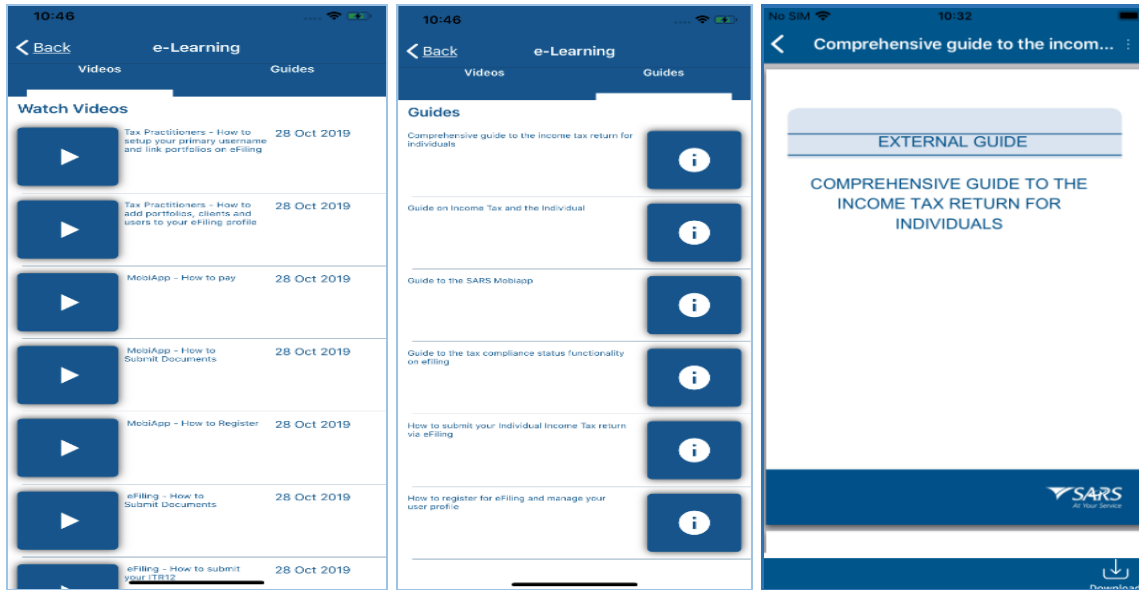 10:46
Back
e-Learning
Videos
Guides
Watch Videos
Tax Practitioners - How to
setup your primary username
and link portfolios on eFiling
28 Oct 2019
Tax Practitioners - How to
add portfolios, clients and
users to your eFiling profile
28 Oct 2019
MobiApp - How to pay
28 Oct 2019
MobiApp - How to
Submit Documents
28 Oct 2019
MobiApp - How to Register
28 Oct 2019
eFiling - How to
Submit Documents
28 Oct 2019
eFiling - How to submit
your ITR12
28 Oct 2019
10:46
Back
e-Learning
Videos
Guides
Guides
Comprehensive guide to the income tax return for
individuals
Guide on Income Tax and the Individual
Guide to the SARS Mobiapp
Guide to the tax compliance status functionality
on efiling
How to submit your individual Income Tax return
via eFiling
How to register for eFiling and manage your
user profile
No SIM
10:32
Comprehensive guide to the incom...
EXTERNAL GUIDE
COMPREHENSIVE GUIDE TO THE
INCOME TAX RETURN FOR
INDIVIDUALS
SARS
At Your Service
Download